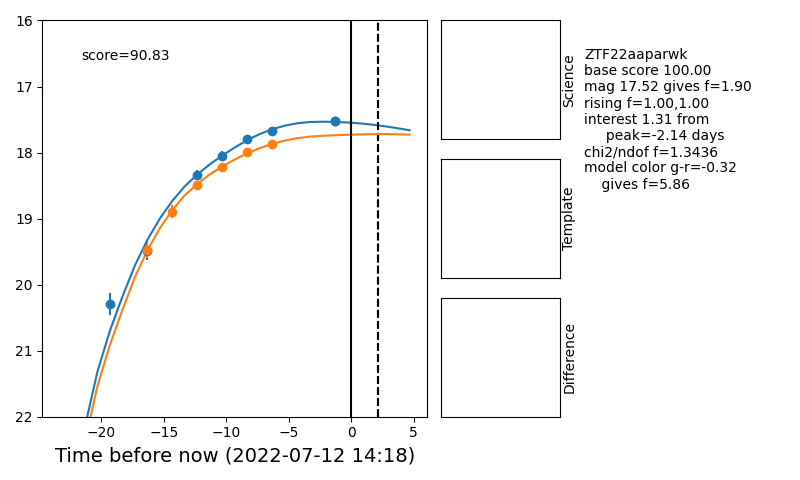 score=90.83
16
17
18
19
20
21
22
−20
−15
−10
−5
0
5
Time before now (2022-07-12 14:18)
Science
Template
Difference
ZTF22aaparwk
base score 100.00
mag 17.52 gives f=1.90
rising f=1.00,1.00
interest 1.31 from
peak=-2.14 days
chi2/ndof f=1.3436
model color g-r=-0.32
gives f=5.86